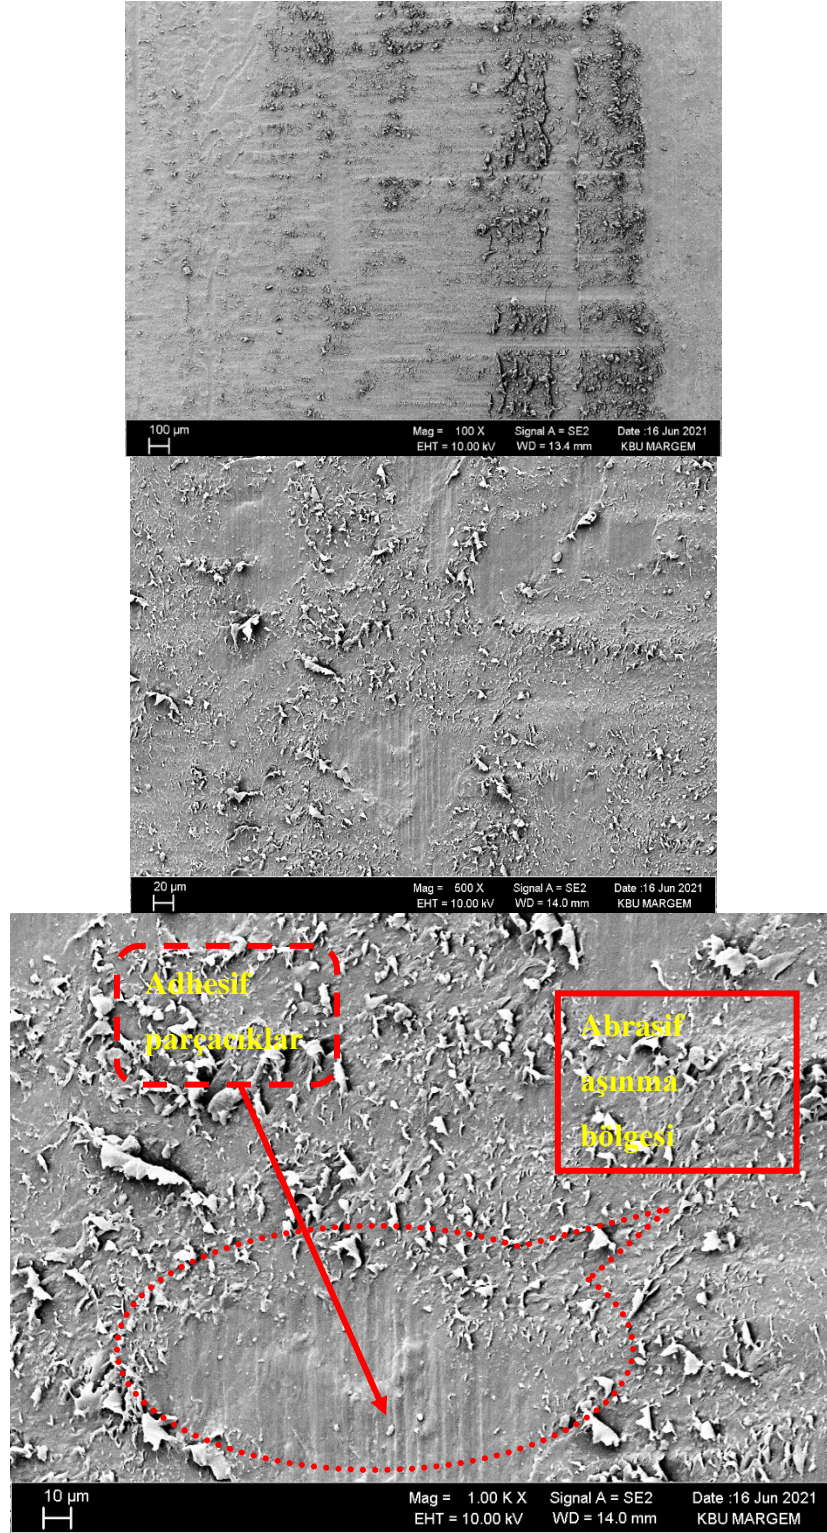 100 µm
Mag = 100 X Signal A = SE2 Date :16 Jun 2021
EHT = 10.00 kV WD = 13.4 mm KBU MARGEM
20 µm
Mag = 500 X Signal A = SE2 Date :16 Jun 2021
EHT = 10.00 kV WD = 14.0 mm KBU MARGEM
Adhesif
parçacıklar
Abrasif
aşınma
bölgesi
10 µm
Mag = 1.00 K X Signal A = SE2 Date :16 Jun 2021
EHT = 10.00 kV WD = 14.0 mm KBU MARGEM